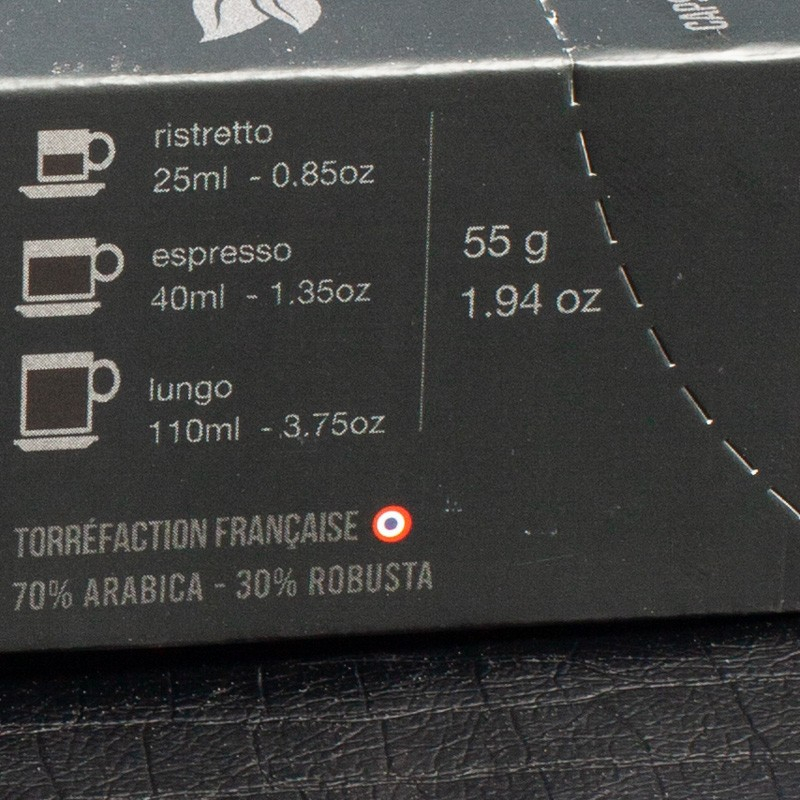 CAP
ristretto
25ml - 0.85oz
espresso
40ml - 1.35oz
lungo
110ml - 3.75oz
55 g
1.94 oz
TORRÉFACTION FRANÇAISE
70% ARABICA - 30% ROBUSTA